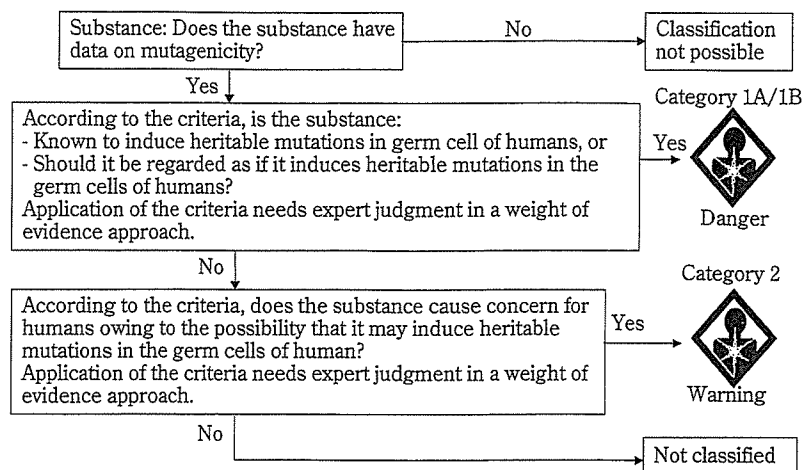 Substance: Does the substance have
data on mutagenicity?
No
Classification
not possible
Yes
According to the criteria, is the substance:
- Known to induce heritable mutations in germ cell of humans, or
- Should it be regarded as if it induces heritable mutations in the
germ cells of humans?
Application of the criteria needs expert judgment in a weight of
evidence approach.
Yes
Category 1A/1B
Danger
No
According to the criteria, does the substance cause concern for
humans owing to the possibility that it may induce heritable
mutations in the germ cells of human?
Application of the criteria needs expert judgment in a weight of
evidence approach.
Yes
Category 2
Warning
No
Not classified